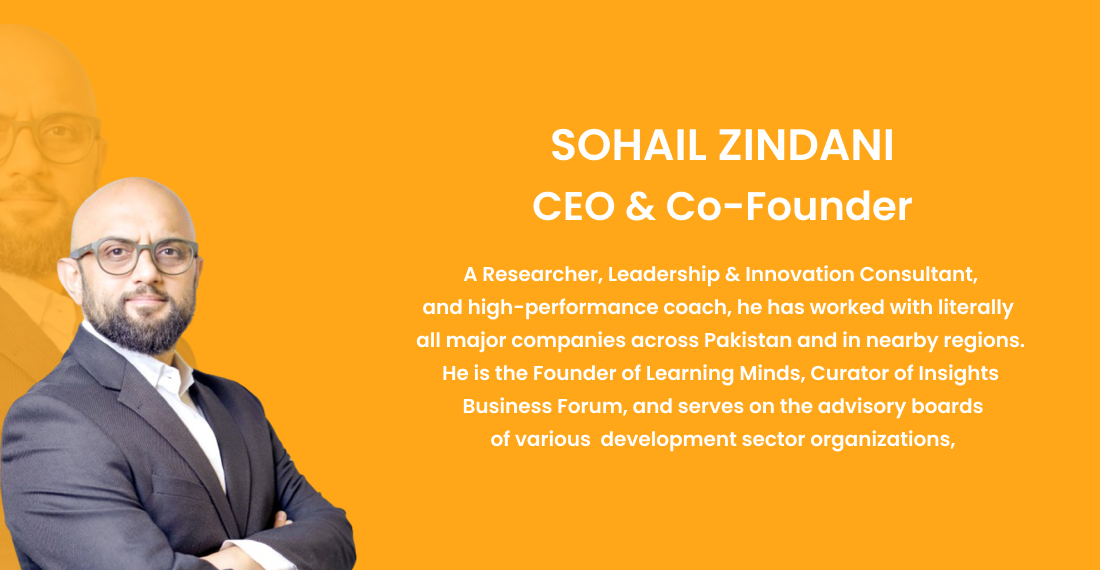 SOHAIL ZINDANI
CEO & Co-Founder
A Researcher, Leadership & Innovation Consultant,
and high-performance coach, he has worked with literally
all major companies across Pakistan and in nearby regions.
He is the Founder of Learning Minds, Curator of Insights
Business Forum, and serves on the advisory boards
of various  development sector organizations,